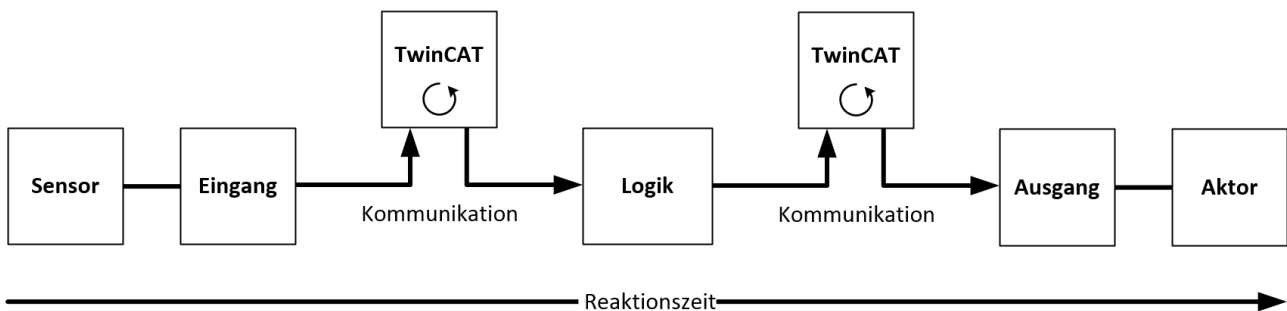 TwinCAT
TwinCAT
Sensor
Eingang
Kommunikation
Logik
Kommunikation
Ausgang
Aktor
Reaktionszeit